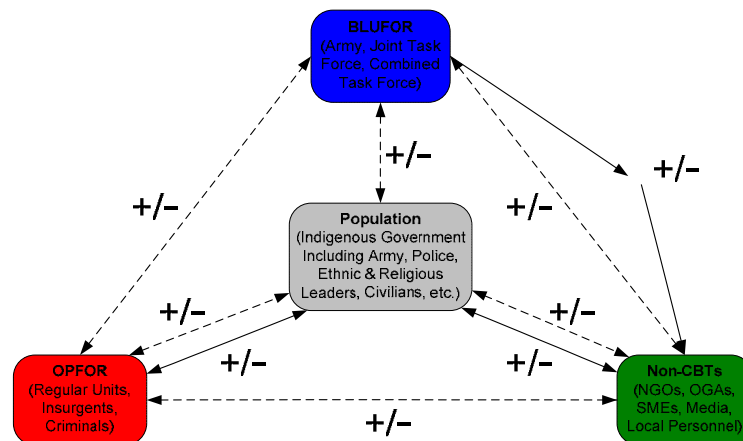 BLUFOR
(Army, Joint Task
Force, Combined
Task Force)
+/-
+/-
+/-
+/-
Population
(Indigenous Government
Including Army, Police,
Ethnic & Religious
Leaders, Civilians, etc.)
+/-
+/-
+/-
+/-
OPFOR
(Regular Units,
Insurgents,
Criminals)
+/-
Non-CBTs
(NGOs, OGAs,
SMEs, Media,
Local Personnel)